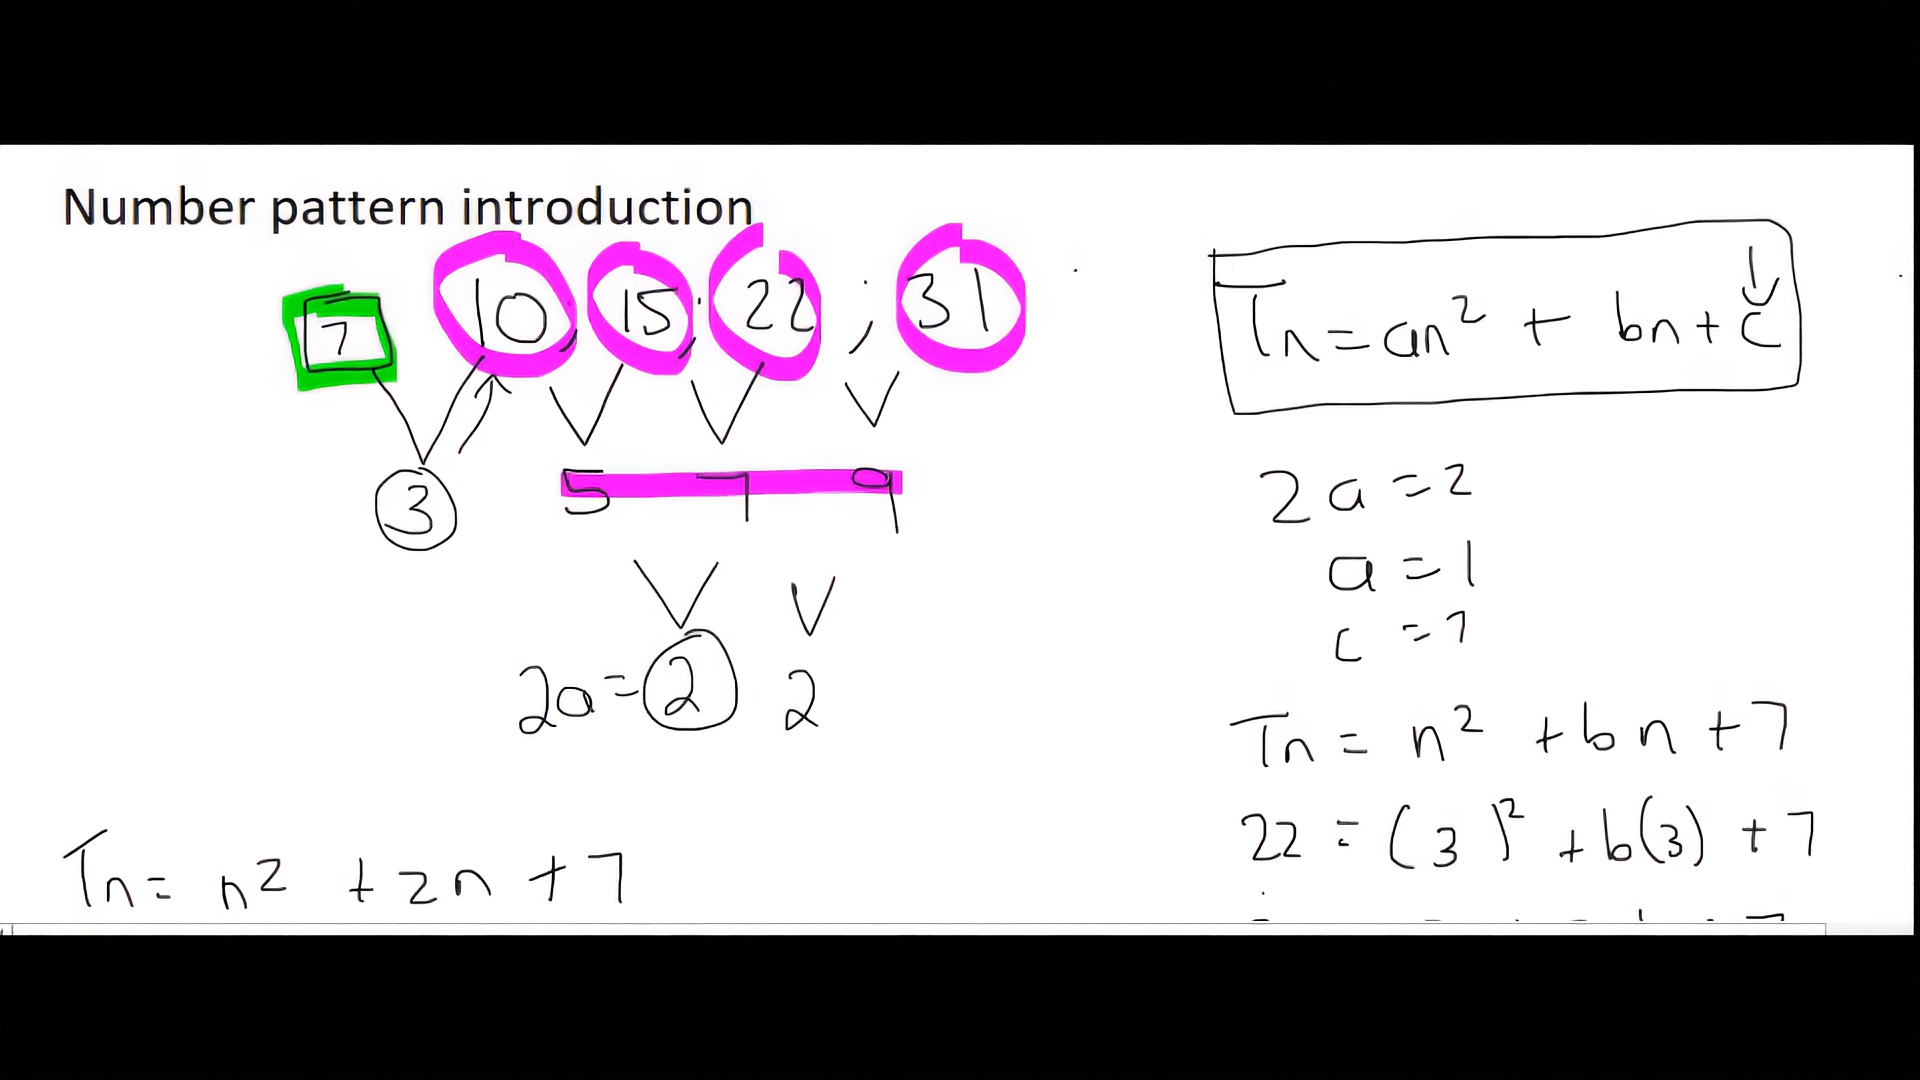 Number pattern introduction
7 10 ; 15 ; 22 ; 31
3 5 7 9
2a = 2 2
Tn = n² + 2n + 7
Tn = an² + bn + c
2a = 2
a = 1
c = 7
Tn = n² + bn + 7
22 = (3)² + b(3) + 7